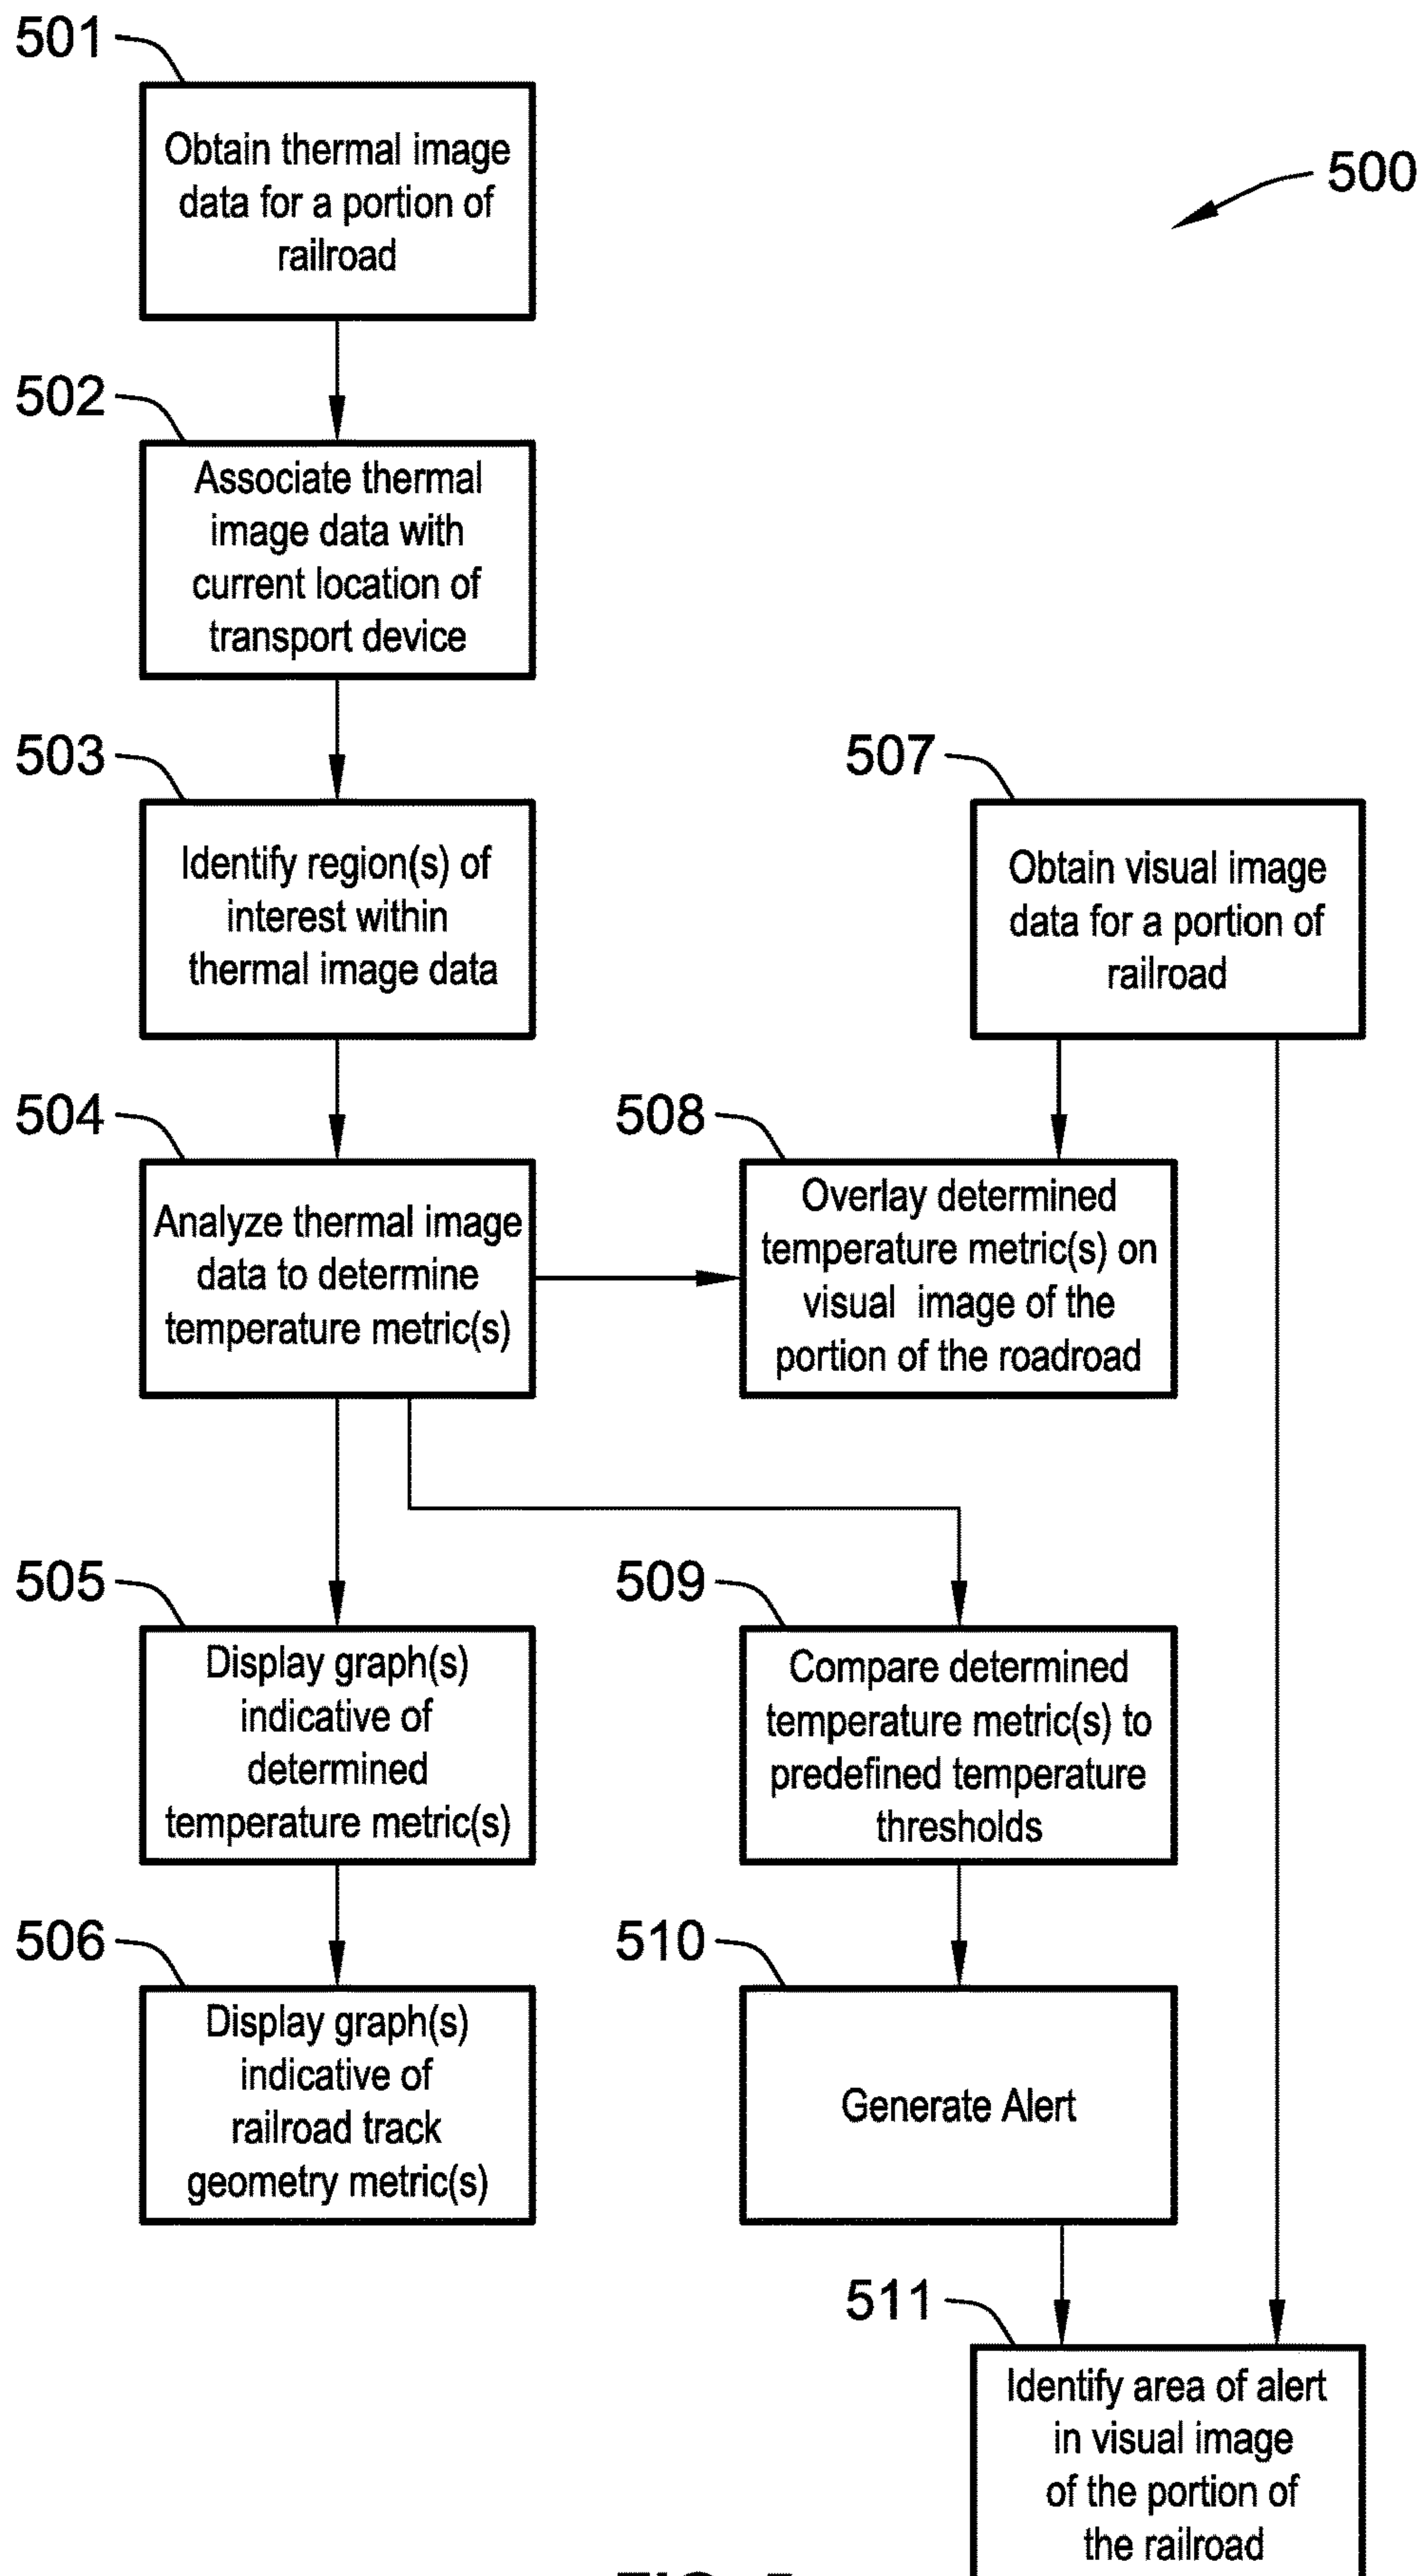 501
Obtain thermal image
data for a portion of
railroad
500
502
Associate thermal
image data with
current location of
transport device
503
Identify region(s) of
interest within
thermal image data
507
Obtain visual image
data for a portion of
railroad
504
Analyze thermal image
data to determine
temperature metric(s)
508
Overlay determined
temperature metric(s) on
visual image of the
portion of the roadroad
505
Display graph(s)
indicative of
determined
temperature metric(s)
509
Compare determined
temperature metric(s) to
predefined temperature
thresholds
506
Display graph(s)
indicative of
railroad track
geometry metric(s)
510
Generate Alert
511
Identify area of alert
in visual image
of the portion of
the railroad